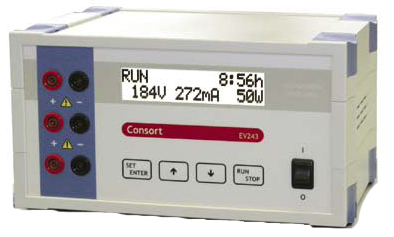 RUN 8:56h
184V 272mA 50W
+ ⚠ −
+ ⚠ −
Consort
EV243
SET
ENTER
↑
↓
RUN
STOP
I
O